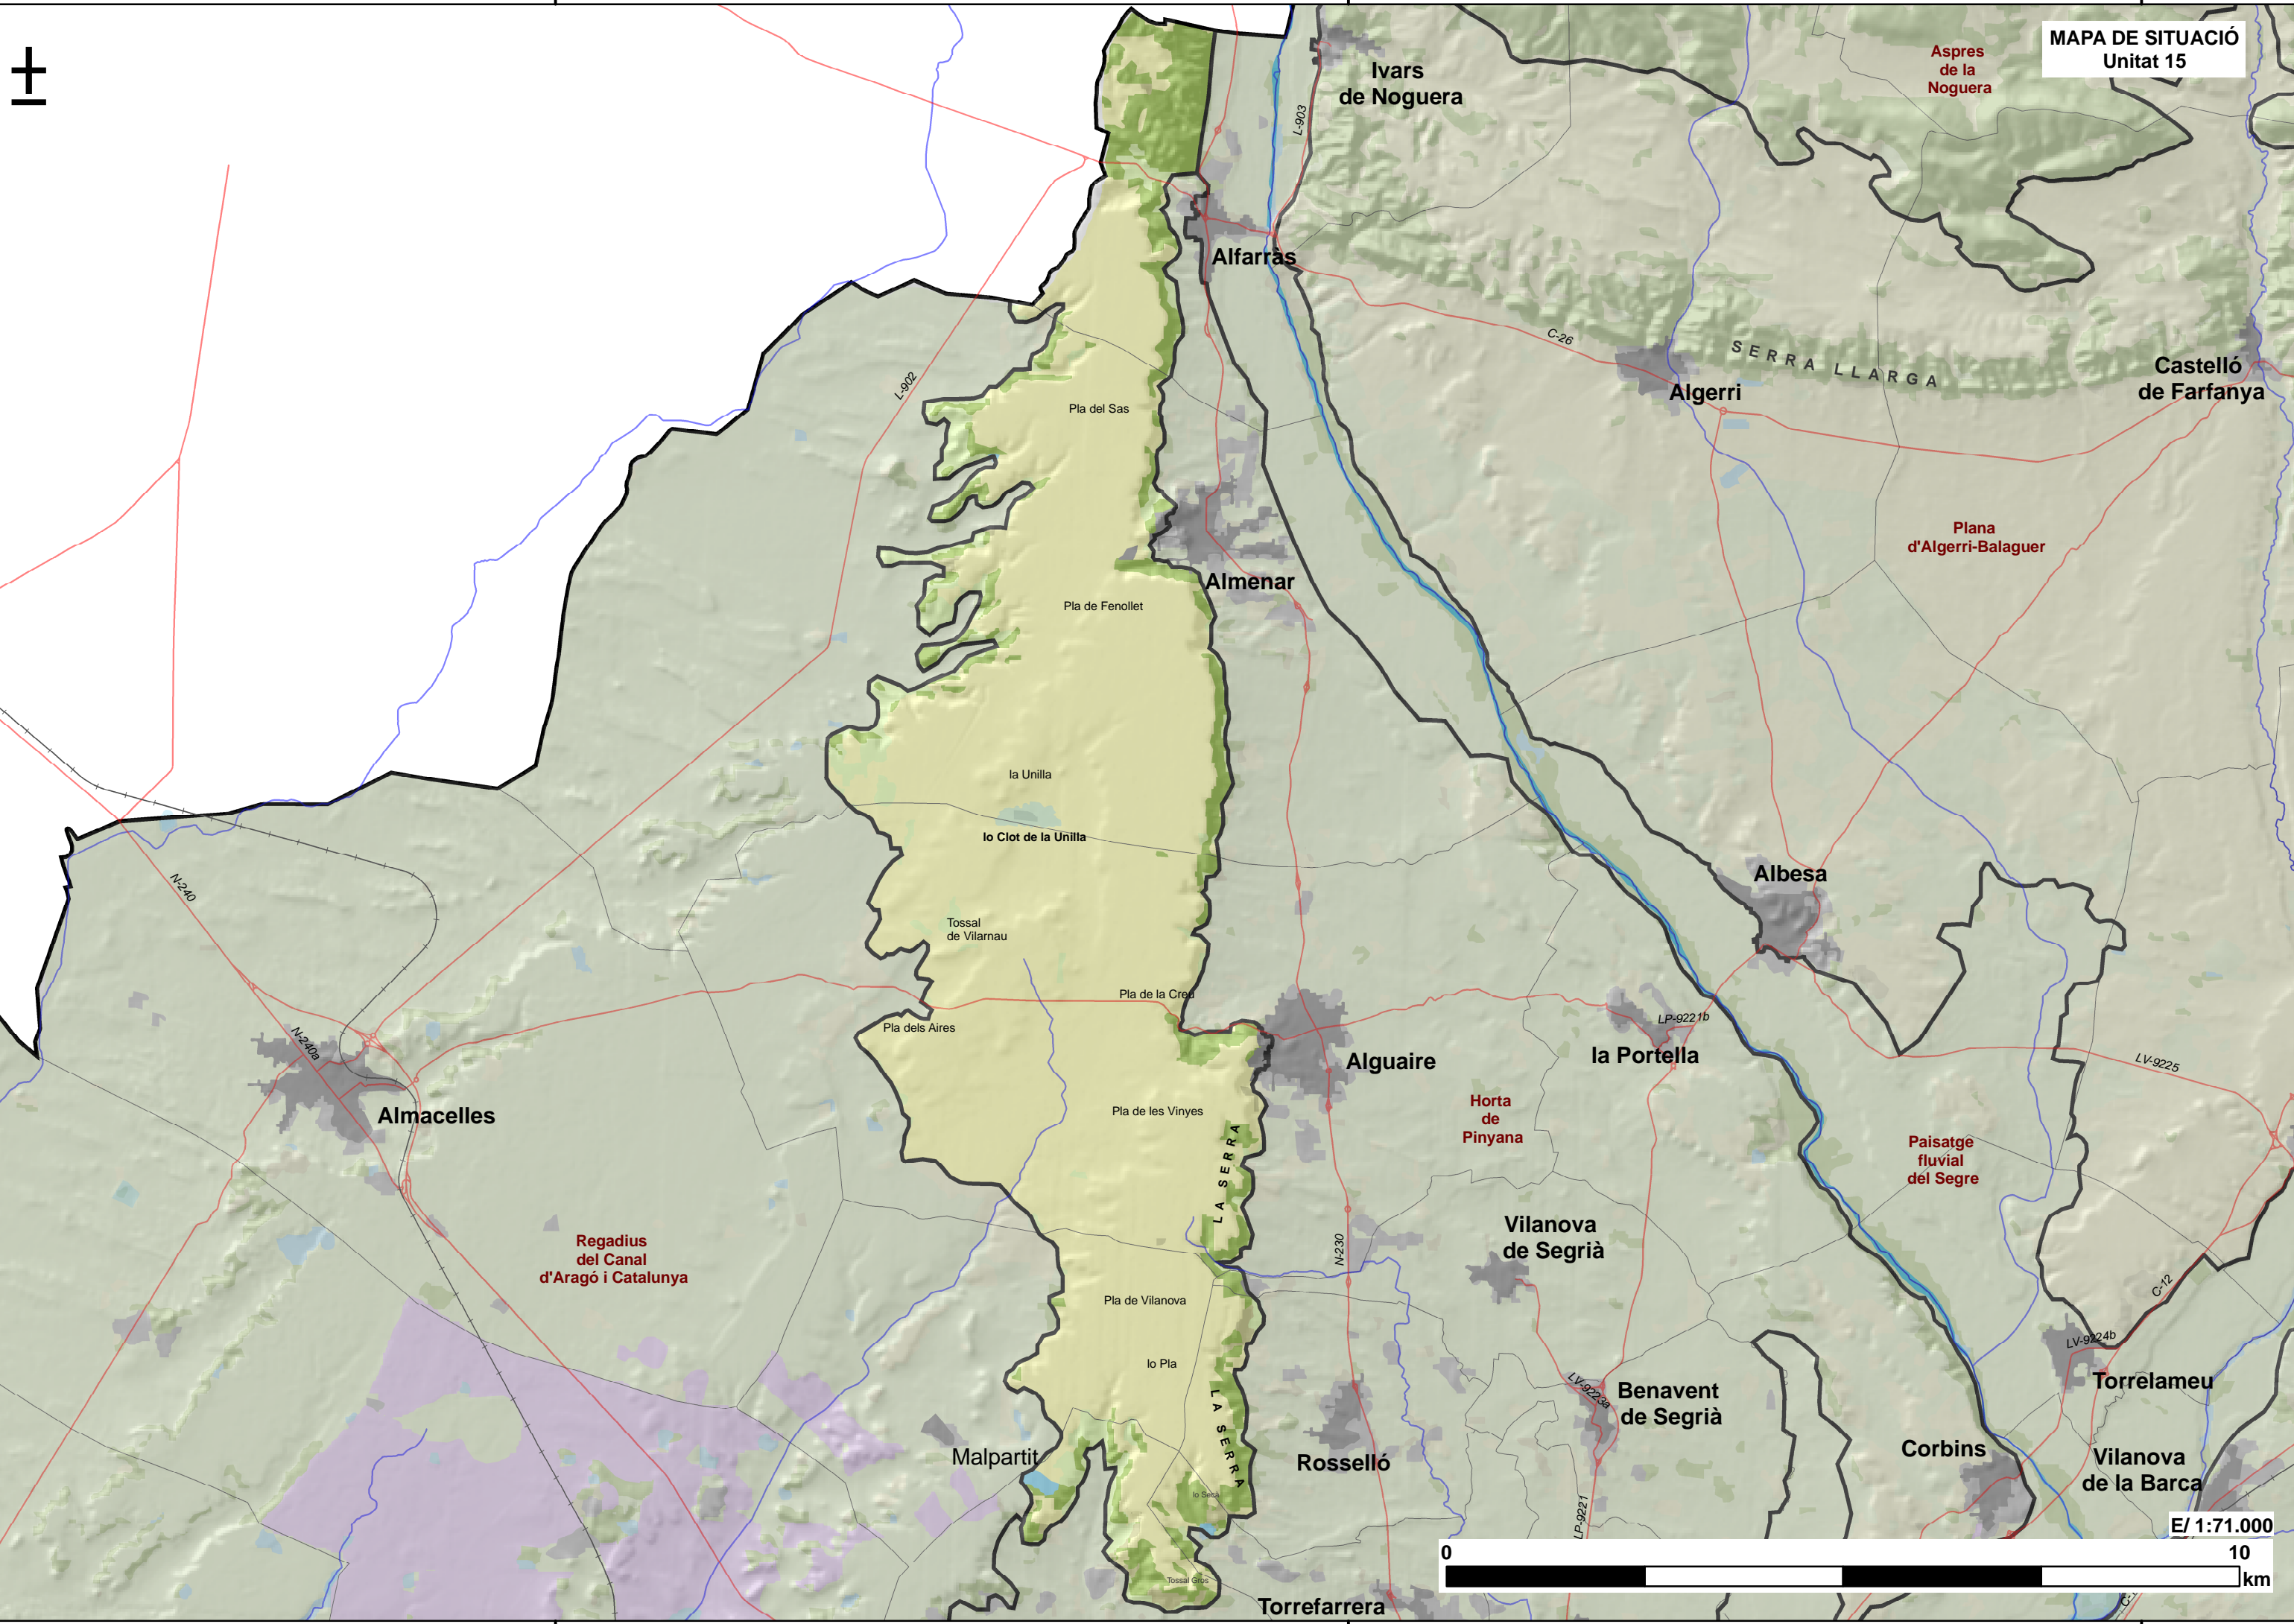 MAPA DE SITUACIÓ
Unitat 15
Aspres
de la
Noguera
Ivars
de Noguera
L-903
Alfarràs
C-26
SERRA LLARGA
Castelló
de Farfanya
Algerri
L-902
Pla del Sas
Plana
d'Algerri-Balaguer
Almenar
Pla de Fenollet
la Unilla
lo Clot de la Unilla
Albesa
N-240
Tossal
de Vilarnau
Pla de la Creu
Pla dels Aires
LP-9221b
N-240a
la Portella
Alguaire
LV-9225
Almacelles
Pla de les Vinyes
Horta
de
Pinyana
LA SERRA
Paisatge
fluvial
del Segre
Vilanova
de Segrià
N-230
Regadius
del Canal
d'Aragó i Catalunya
C-12
Pla de Vilanova
LV-9224b
lo Pla
Torrelameu
LV-9223a
Benavent
de Segrià
LA SERRA
Corbins
Malpartit
Rosselló
Vilanova
de la Barca
lo Secà
LP-9221
E/ 1:71.000
0
10
km
Tossal Gros
Torrefarrera